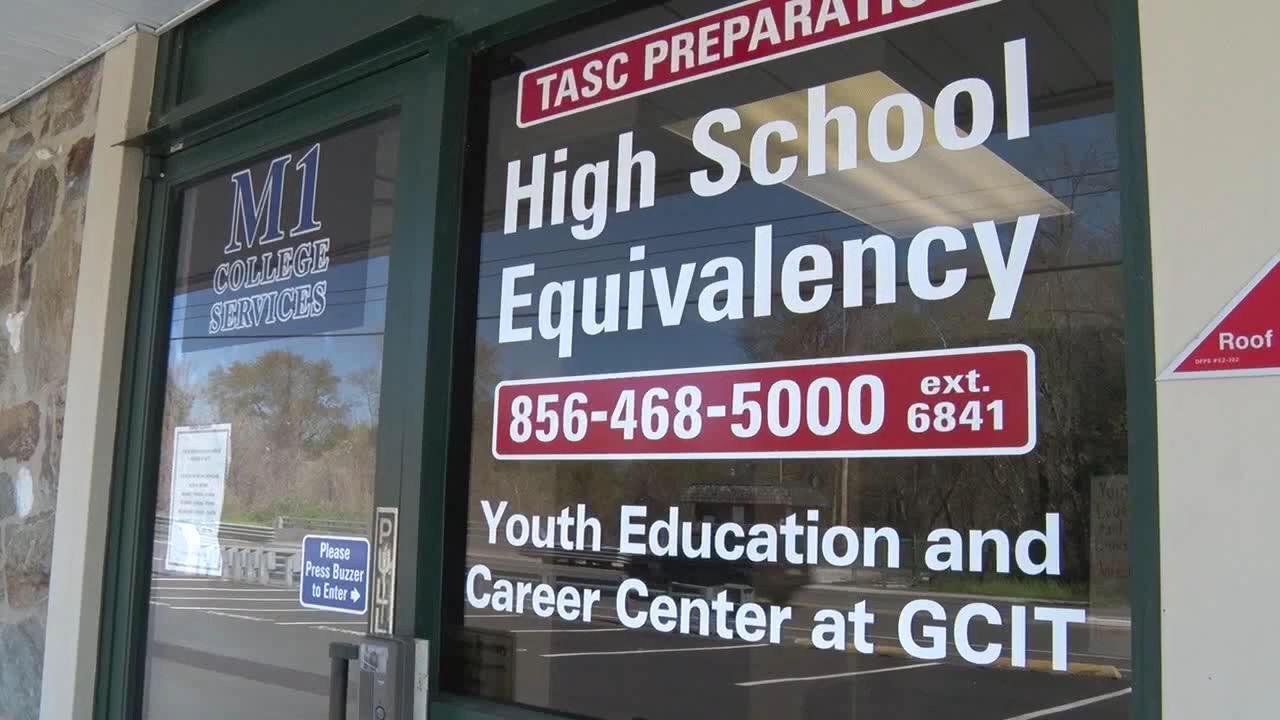 TASC PREPARATIO
High School
Equivalency
856-468-5000 ext. 6841
Youth Education and
Career Center at GCIT
M1
COLLEGE
SERVICES
Please
Press Buzzer
to Enter →
PULL
Roof